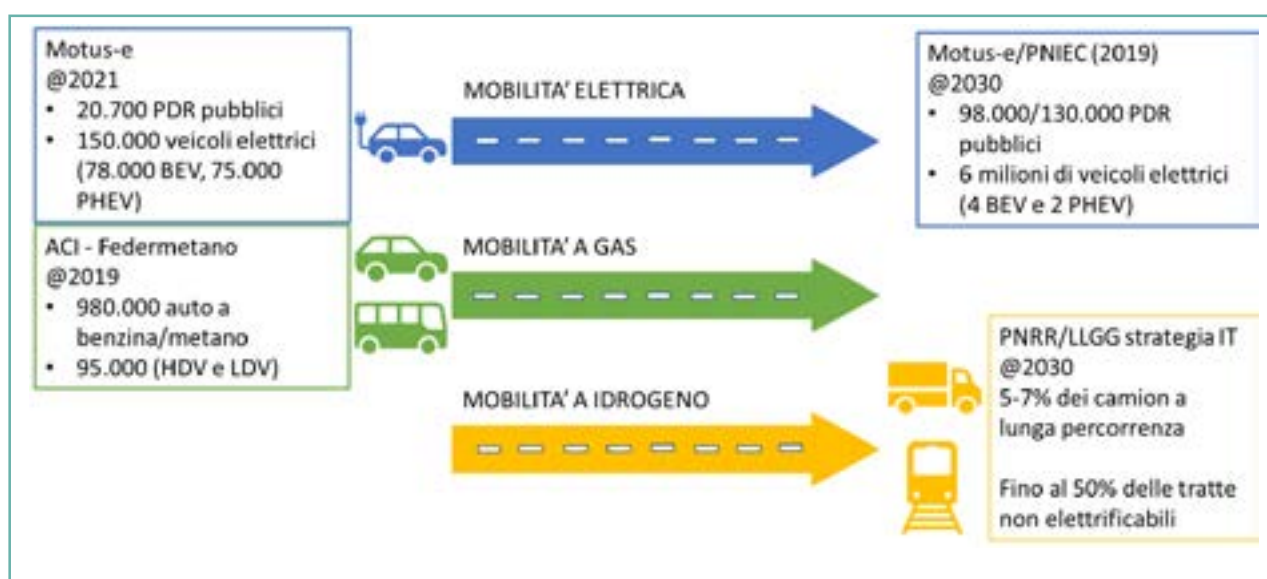 Motus-e
@2021
• 20.700 PDR pubblici
• 150.000 veicoli elettrici
(78.000 BEV, 75.000
PHEV)
MOBILITA' ELETTRICA
Motus-e/PNIEC (2019)
@2030
• 98.000/130.000 PDR
pubblici
• 6 milioni di veicoli elettrici
(4 BEV e 2 PHEV)
ACI - Federmetano
@2019
• 980.000 auto a
benzina/metano
• 95.000 (HDV e LDV)
MOBILITA' A GAS
MOBILITA' A IDROGENO
PNRR/LLGG strategia IT
@2030
5-7% dei camion a
lunga percorrenza
Fino al 50% delle tratte
non elettrificabili